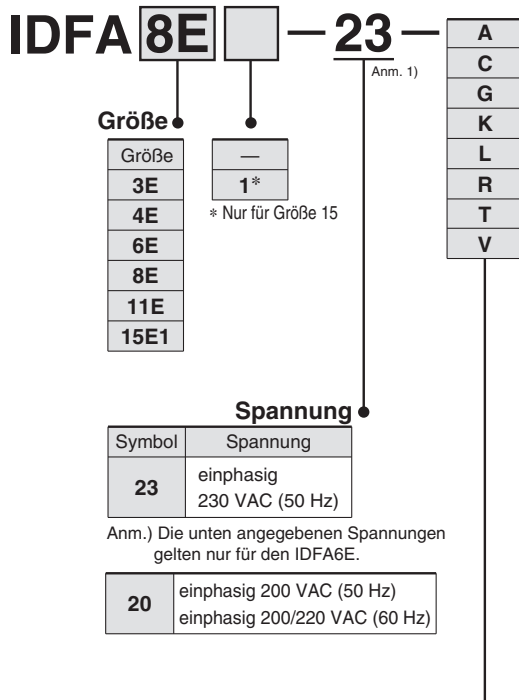 IDFA 8E — 23 —
Anm. 1)
A
C
G
K
L
R
T
V
Größe
Größe
3E
4E
6E
8E
11E
15E1
—
1*
* Nur für Größe 15
Spannung
Symbol Spannung
23 einphasig
230 VAC (50 Hz)
Anm.) Die unten angegebenen Spannungen
gelten nur für den IDFA6E.
20 einphasig 200 VAC (50 Hz)
einphasig 200/220 VAC (60 Hz)